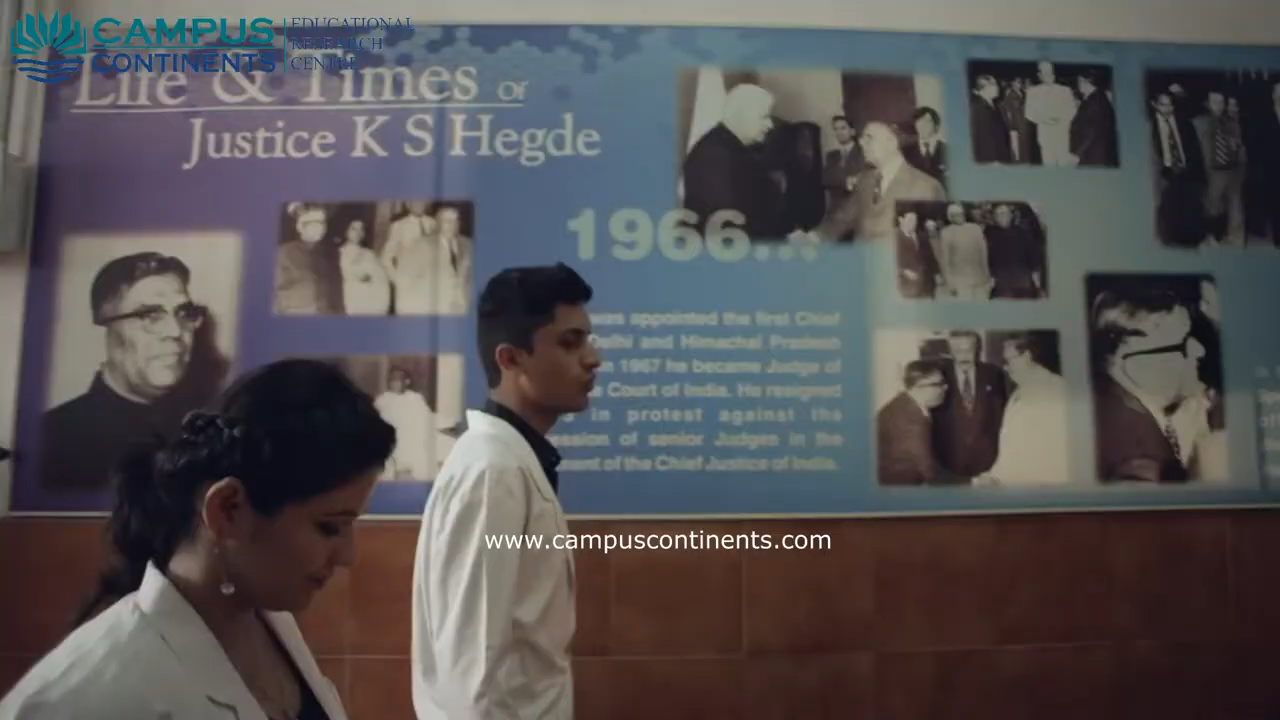 CAMPUS
CONTINENTS
EDUCATIONAL
RESEARCH
CENTRE
Life & Times of
Justice K S Hegde
1966...
was appointed the first Chief
Delhi and Himachal Pradesh
1967 he became Judge of
Court of India. He resigned
in protest against the
of senior Judges in the
of the Chief Justice of India.
www.campuscontinents.com